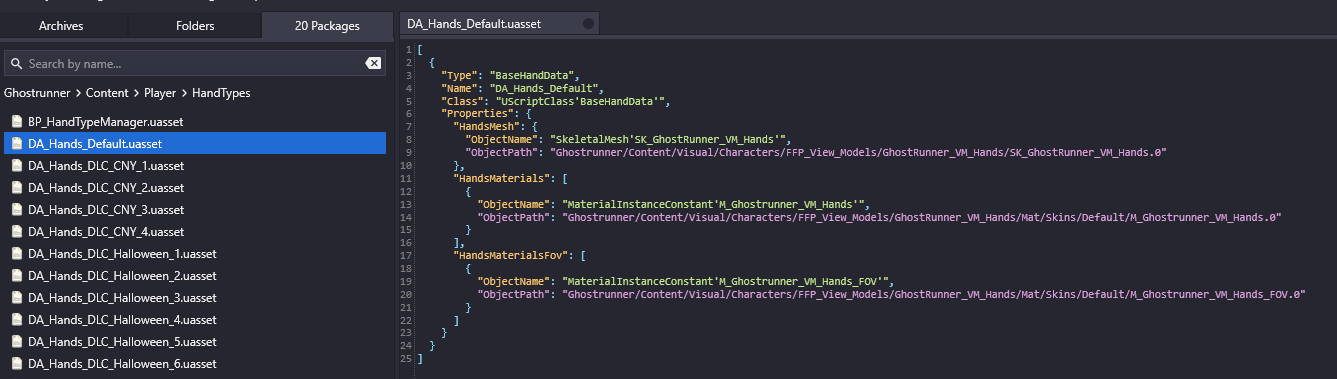 Archives
Folders
20 Packages
Search by name...
Ghostrunner > Content > Player > HandTypes
BP_HandTypeManager.uasset
DA_Hands_Default.uasset
DA_Hands_DLC_CNY_1.uasset
DA_Hands_DLC_CNY_2.uasset
DA_Hands_DLC_CNY_3.uasset
DA_Hands_DLC_CNY_4.uasset
DA_Hands_DLC_Halloween_1.uasset
DA_Hands_DLC_Halloween_2.uasset
DA_Hands_DLC_Halloween_3.uasset
DA_Hands_DLC_Halloween_4.uasset
DA_Hands_DLC_Halloween_5.uasset
DA_Hands_DLC_Halloween_6.uasset
DA_Hands_Default.uasset
1 [
2 {
3 "Type": "BaseHandData",
4 "Name": "DA_Hands_Default",
5 "Class": "UScriptClass'BaseHandData'",
6 "Properties": {
7 "HandsMesh": {
8 "ObjectName": "SkeletalMesh'SK_GhostRunner_VM_Hands'",
9 "ObjectPath": "Ghostrunner/Content/Visual/Characters/FFP_View_Models/GhostRunner_VM_Hands/SK_GhostRunner_VM_Hands.0"
10 },
11 "HandsMaterials": [
12 {
13 "ObjectName": "MaterialInstanceConstant'M_Ghostrunner_VM_Hands'",
14 "ObjectPath": "Ghostrunner/Content/Visual/Characters/FFP_View_Models/GhostRunner_VM_Hands/Mat/Skins/Default/M_Ghostrunner_VM_Hands.0"
15 }
16 ],
17 "HandsMaterialsFov": [
18 {
19 "ObjectName": "MaterialInstanceConstant'M_Ghostrunner_VM_Hands_FOV'",
20 "ObjectPath": "Ghostrunner/Content/Visual/Characters/FFP_View_Models/GhostRunner_VM_Hands/Mat/Skins/Default/M_Ghostrunner_VM_Hands_FOV.0"
21 }
22 ]
23 }
24 }
25 ]